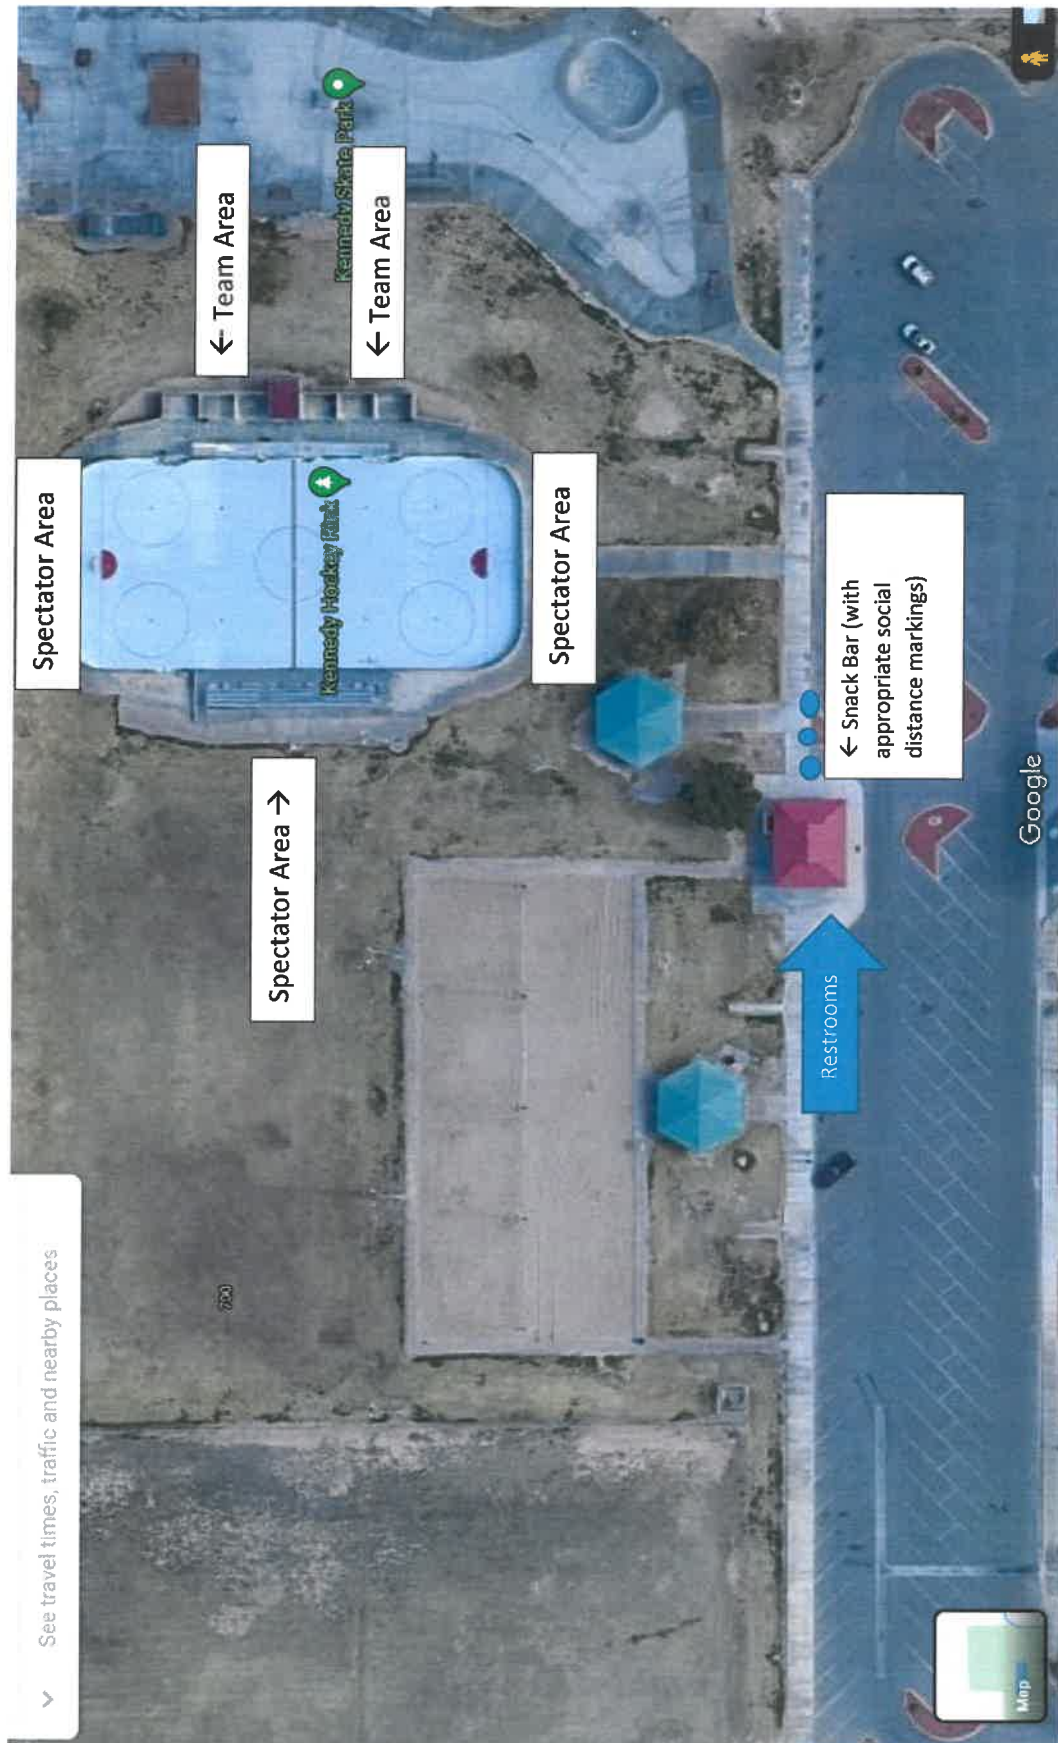 See travel times, traffic and nearby places
Spectator Area
← Team Area
Spectator Area →
Kennedy Hockey Rink
Kennedy Skate Park
← Team Area
Spectator Area
Restrooms
← Snack Bar (with
appropriate social
distance markings)
Google
Map